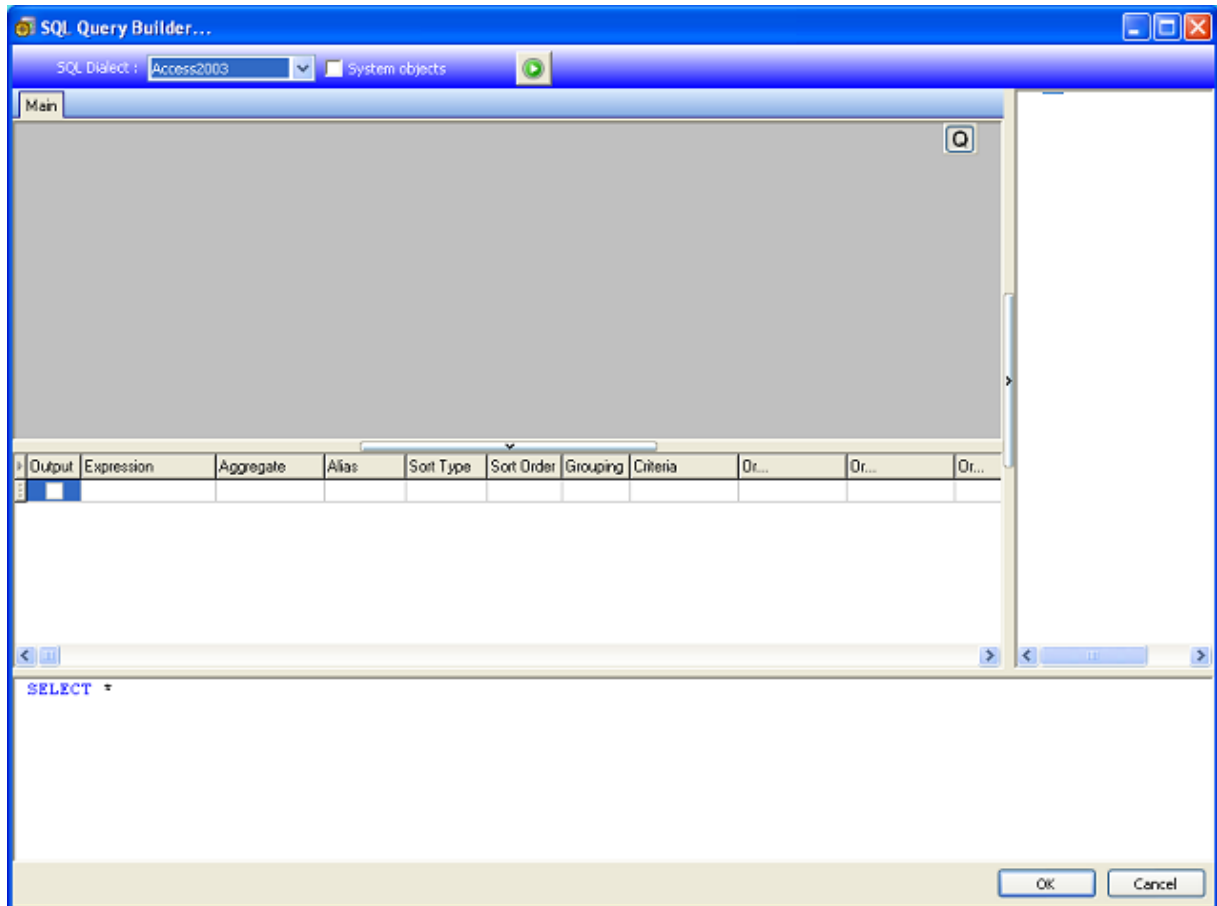 SQL Query Builder...
SQL Dialect : Access2003 System objects
Main
Q
Output Expression Aggregate Alias Sort Type Sort Order Grouping Criteria Or... Or... Or...
SELECT *
OK Cancel